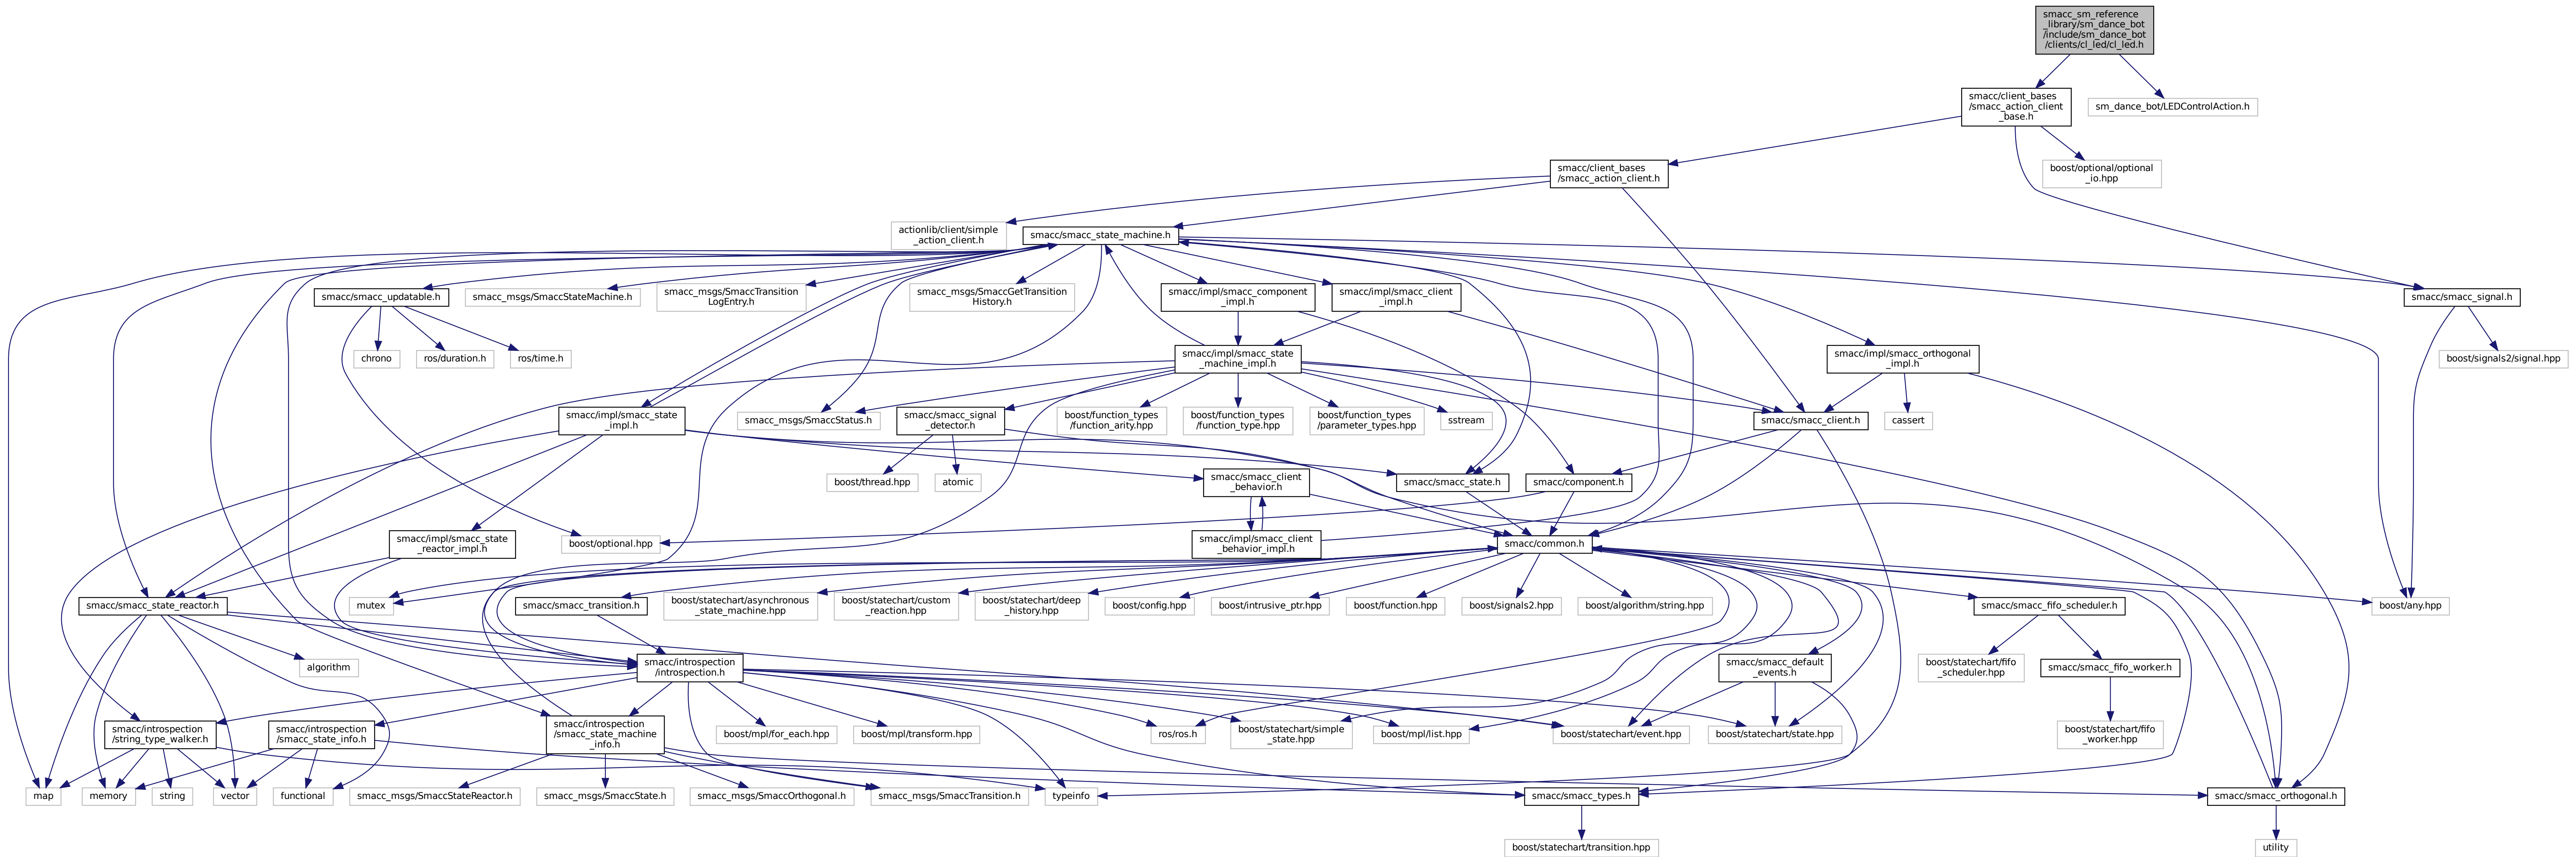 smacc_sm_reference
_library/sm_dance_bot
/include/sm_dance_bot
/clients/cl_led/cl_led.h
smacc/client_bases
/smacc_action_client
_base.h
sm_dance_bot/LEDControlAction.h
smacc/client_bases
/smacc_action_client.h
boost/optional/optional
_io.hpp
actionlib/client/simple
_action_client.h
smacc/smacc_state_machine.h
smacc/smacc_updatable.h
smacc_msgs/SmaccStateMachine.h
smacc_msgs/SmaccTransition
LogEntry.h
smacc_msgs/SmaccGetTransition
History.h
smacc/impl/smacc_component
_impl.h
smacc/impl/smacc_client
_impl.h
smacc/smacc_signal.h
chrono
ros/duration.h
ros/time.h
smacc/impl/smacc_state
_machine_impl.h
smacc/impl/smacc_orthogonal
_impl.h
boost/signals2/signal.hpp
smacc/impl/smacc_state
_impl.h
smacc_msgs/SmaccStatus.h
smacc/smacc_signal
_detector.h
boost/function_types
/function_arity.hpp
boost/function_types
/function_type.hpp
boost/function_types
/parameter_types.hpp
sstream
smacc/smacc_client.h
cassert
boost/thread.hpp
atomic
smacc/smacc_client
_behavior.h
smacc/smacc_state.h
smacc/component.h
smacc/impl/smacc_state
_reactor_impl.h
boost/optional.hpp
smacc/impl/smacc_client
_behavior_impl.h
smacc/common.h
smacc/smacc_state_reactor.h
mutex
smacc/smacc_transition.h
boost/statechart/asynchronous
_state_machine.hpp
boost/statechart/custom
_reaction.hpp
boost/statechart/deep
_history.hpp
boost/config.hpp
boost/intrusive_ptr.hpp
boost/function.hpp
boost/signals2.hpp
boost/algorithm/string.hpp
smacc/smacc_fifo_scheduler.h
boost/any.hpp
algorithm
smacc/introspection
/introspection.h
smacc/smacc_default
_events.h
boost/statechart/fifo
_scheduler.hpp
smacc/smacc_fifo_worker.h
smacc/introspection
/string_type_walker.h
smacc/introspection
/smacc_state_info.h
smacc/introspection
/smacc_state_machine
_info.h
boost/mpl/for_each.hpp
boost/mpl/transform.hpp
ros/ros.h
boost/statechart/simple
_state.hpp
boost/mpl/list.hpp
boost/statechart/event.hpp
boost/statechart/state.hpp
boost/statechart/fifo
_worker.hpp
map
memory
string
vector
functional
smacc_msgs/SmaccStateReactor.h
smacc_msgs/SmaccState.h
smacc_msgs/SmaccOrthogonal.h
smacc_msgs/SmaccTransition.h
typeinfo
smacc/smacc_types.h
smacc/smacc_orthogonal.h
boost/statechart/transition.hpp
utility